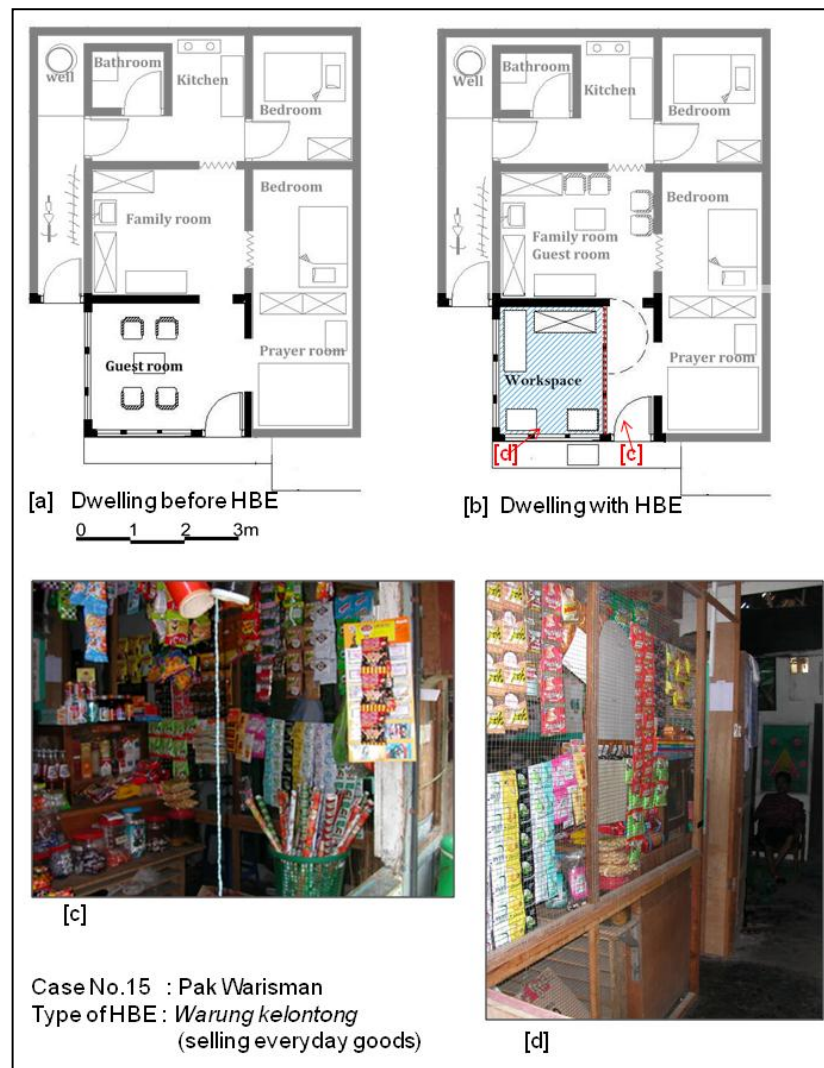 Bathroom
well
Kitchen
Bedroom
Bedroom
Family room
Guest room
Prayer room
[a] Dwelling before HBE
0 1 2 3m
Bathroom
Well
Kitchen
Bedroom
Bedroom
Family room
Guest room
Workspace
Prayer room
[d]
[c]
[b] Dwelling with HBE
[c]
[d]
Case No.15 : Pak Warisman
Type of HBE : Warung kelontong
(selling everyday goods)